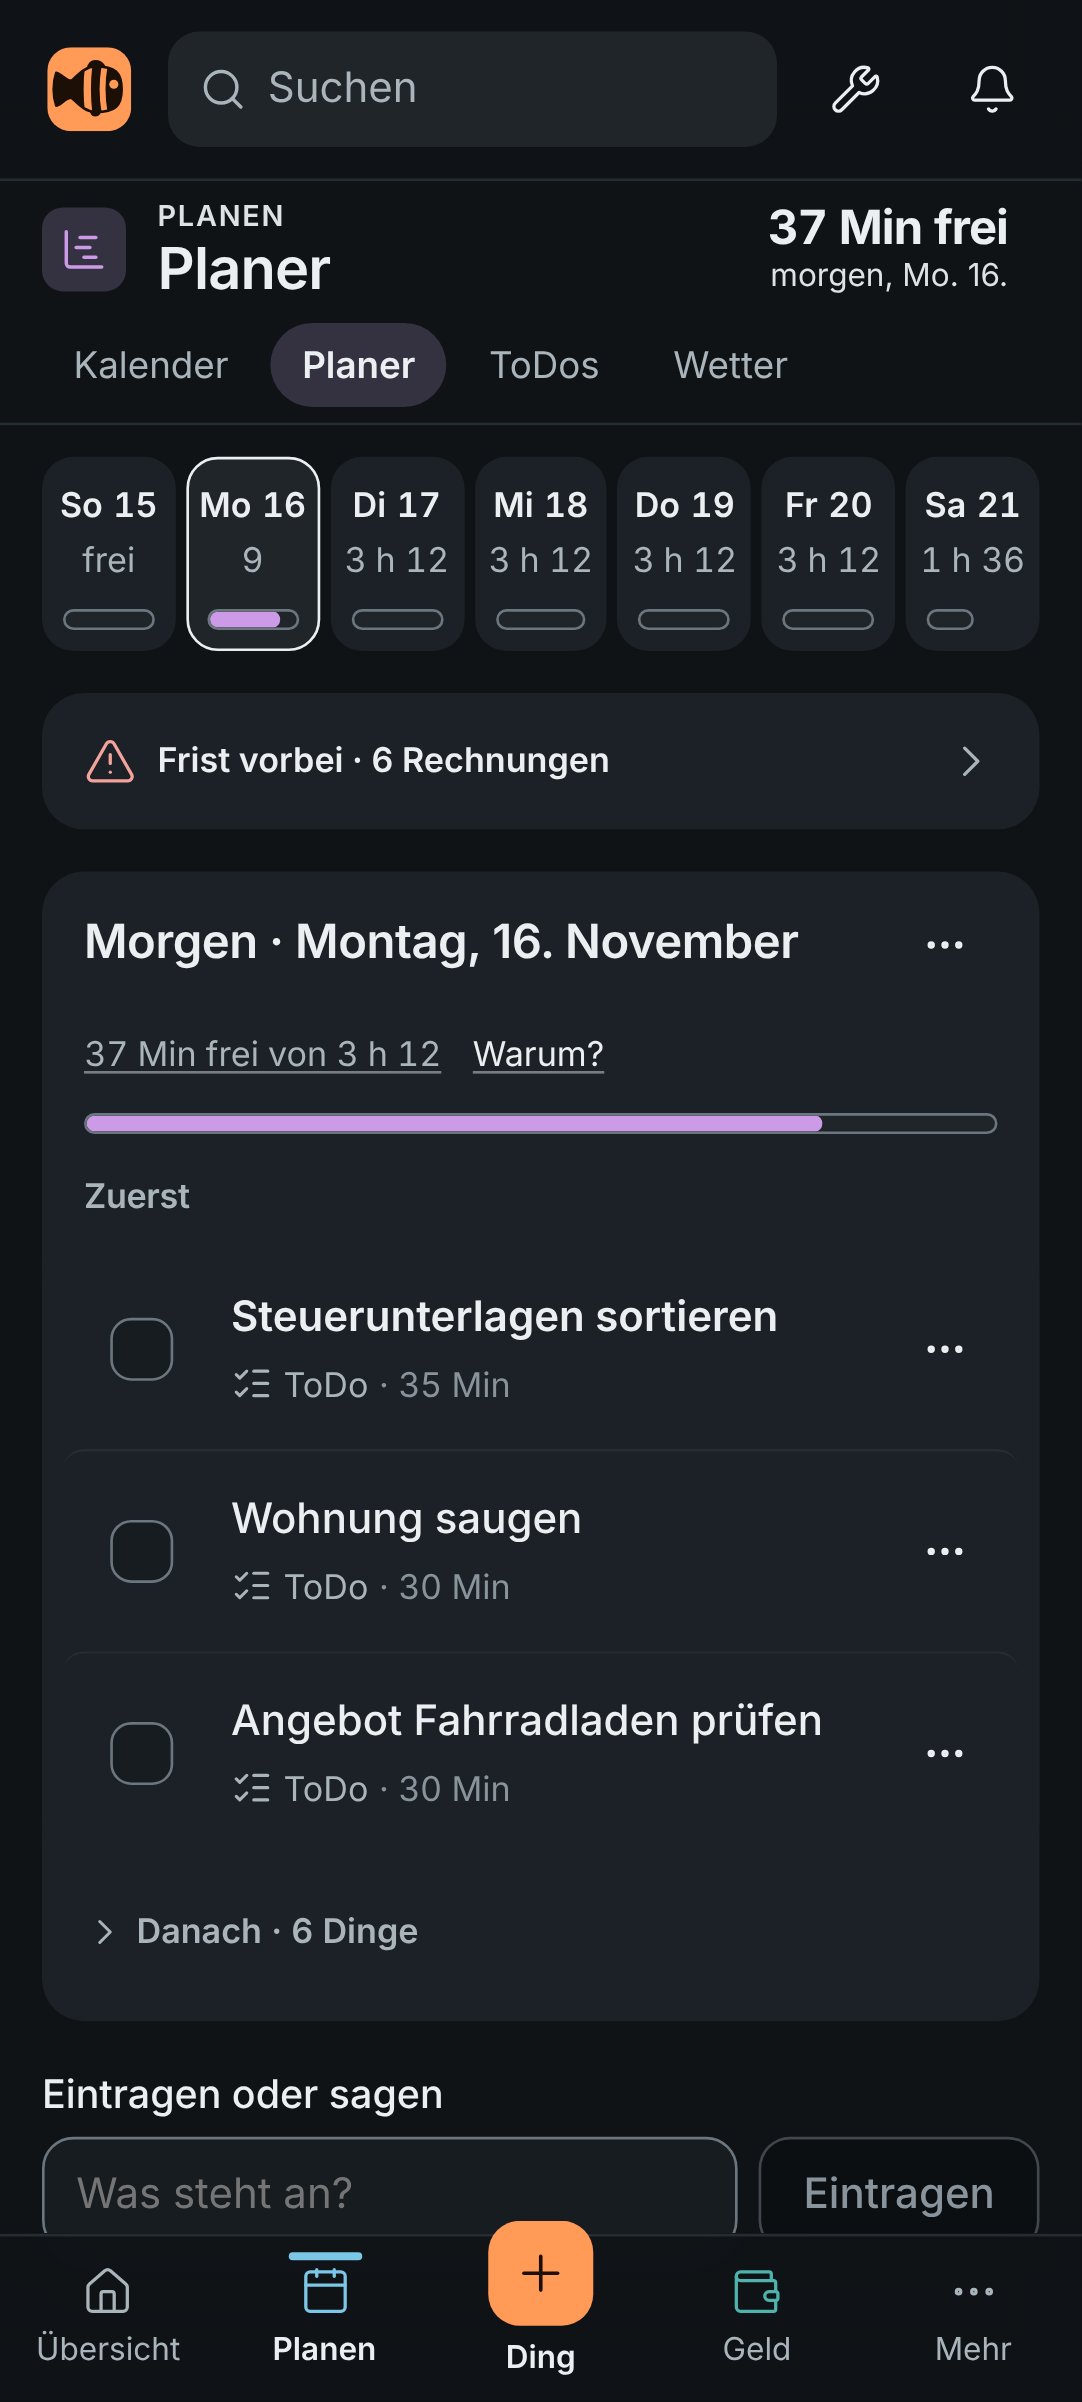 Suchen
PLANEN
Planer
37 Min frei
morgen, Mo. 16.
Kalender Planer ToDos Wetter
So 15 Mo 16 Di 17 Mi 18 Do 19 Fr 20 Sa 21
frei 9 3 h 12 3 h 12 3 h 12 3 h 12 1 h 36
Frist vorbei · 6 Rechnungen
Morgen · Montag, 16. November
37 Min frei von 3 h 12 Warum?
Zuerst
Steuerunterlagen sortieren
ToDo · 35 Min
Wohnung saugen
ToDo · 30 Min
Angebot Fahrradladen prüfen
ToDo · 30 Min
Danach · 6 Dinge
Eintragen oder sagen
Was steht an? Eintragen
Übersicht Planen Ding Geld Mehr